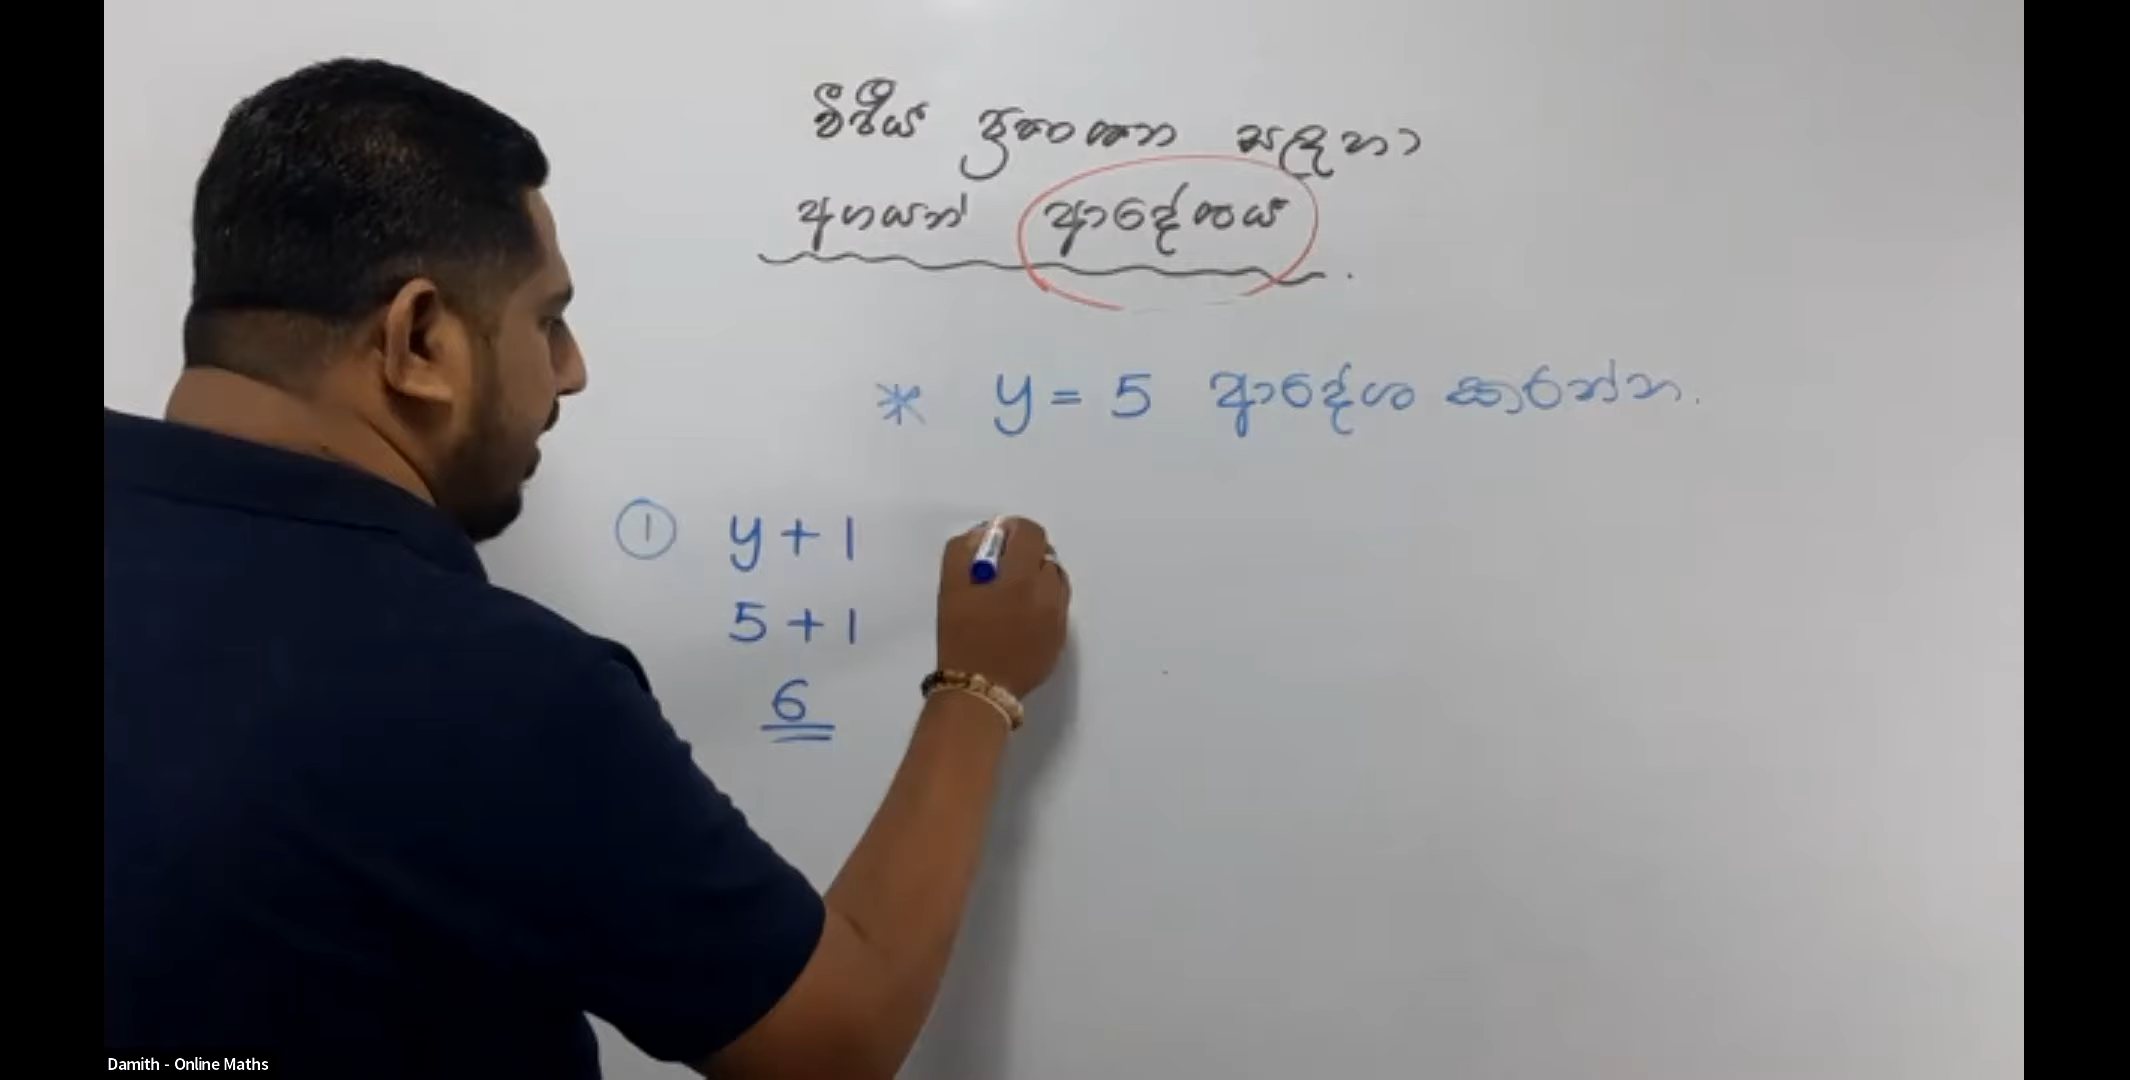 වීජීය ප්‍රකාශන සඳහා
අගයන් ආදේශය.
* y = 5 ආදේශ කරන්න.
① y + 1
5 + 1
6
Damith - Online Maths